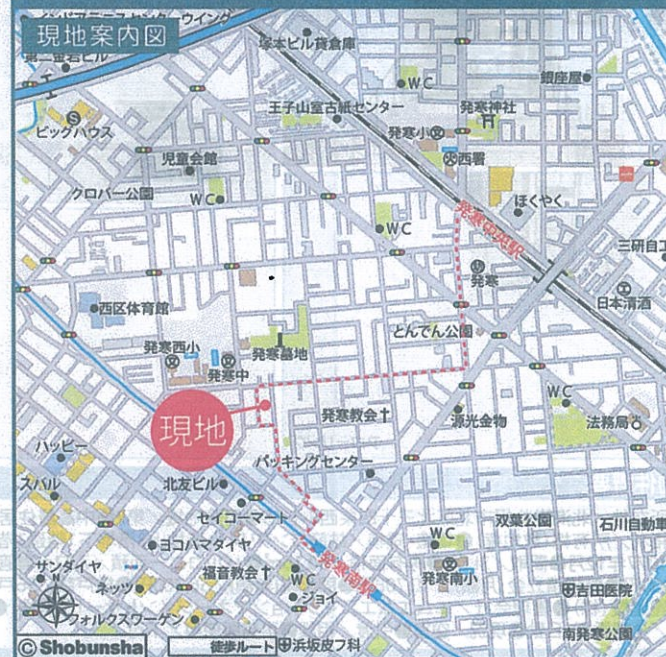 現地案内図
塚本ビル貸倉庫
WC
銀座屋
王子山室古紙センター
発寒神社
発寒小
西署
ビッグハウス
児童会館
クロバー公園
WC
WC
ほくやく
発寒中央駅
三研自工
発寒
日本清酒
西区体育館
とんでん公園
発寒西小
発寒墓地
発寒中
現地
発寒教会
源光金物
WC
法務局
ハッピー
パッキングセンター
スバル
北友ビル
セイコーマート
双葉公園
石川自動車
ヨコハマタイヤ
WC
発寒南駅
サンダイヤ
福音教会
発寒南小
N
ネッツ
WC
ジョイ
吉田医院
フォルクスワーゲン
南発寒公園
© Shobunsha
徒歩ルート
浜坂皮フ科